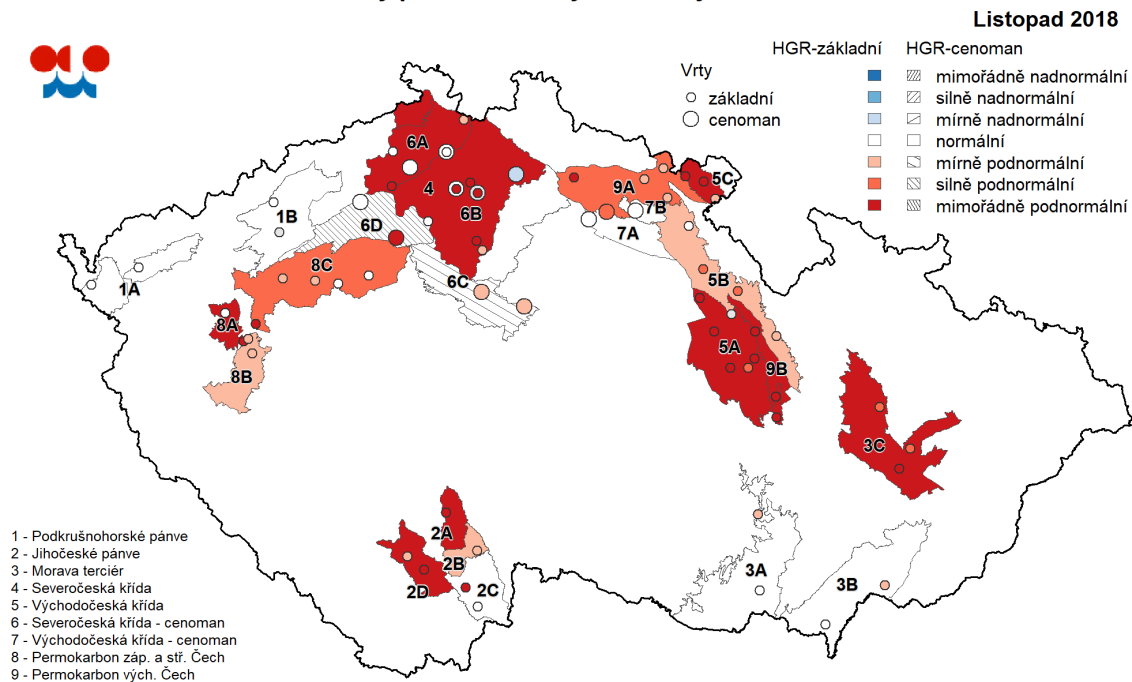 Listopad 2018
HGR-základní HGR-cenoman
Vrty
základní
cenoman
mimořádně nadnormální
silně nadnormální
mírně nadnormální
normální
mírně podnormální
silně podnormální
mimořádně podnormální
6A
4
6B
5C
9A
7B
7A
1B
6D
8C
6C
1A
5B
8A
5A
9B
8B
3C
2A
2B
2D
2C
3A
3B
1 - Podkrušnohorské pánve
2 - Jihočeské pánve
3 - Morava terciér
4 - Severočeská křída
5 - Východočeská křída
6 - Severočeská křída - cenoman
7 - Východočeská křída - cenoman
8 - Permokarbon záp. a stř. Čech
9 - Permokarbon vých. Čech